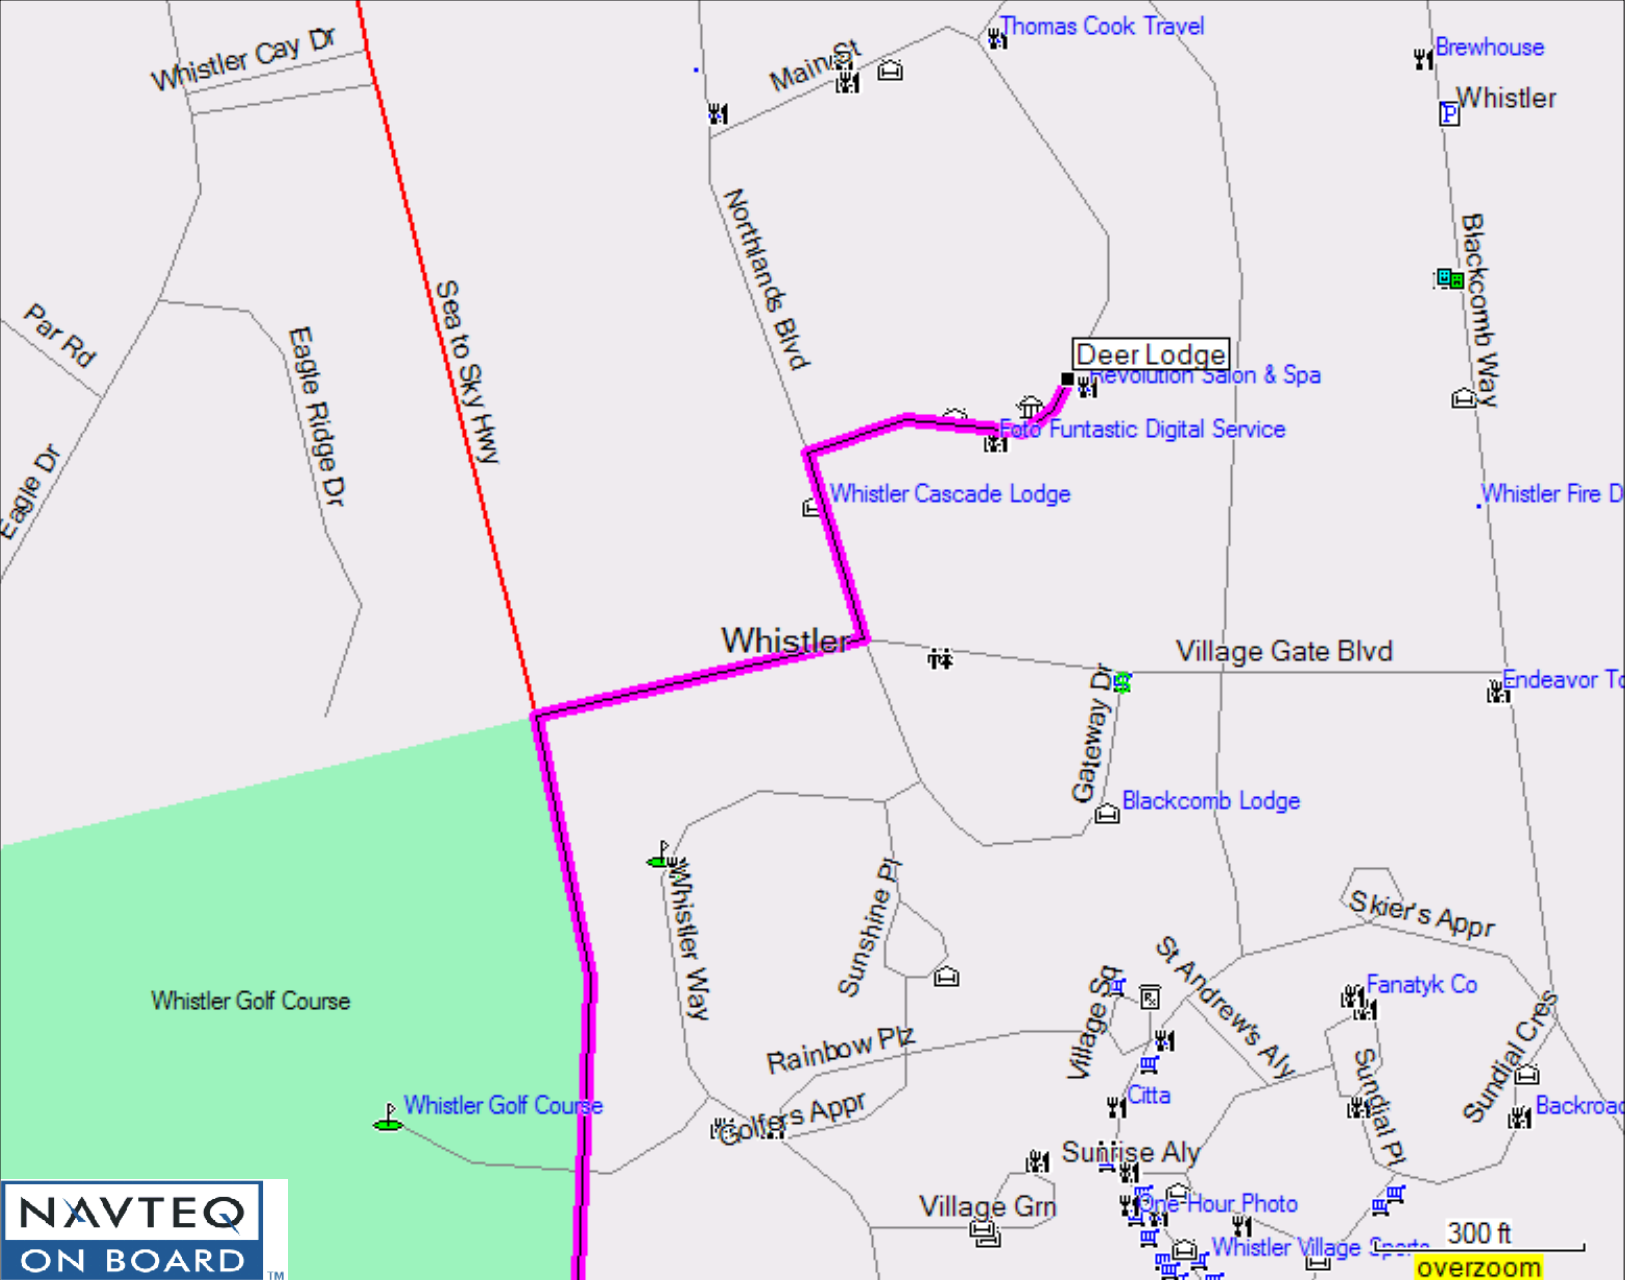 Thomas Cook Travel
Whistler Cay Dr
Main St
Brewhouse
Whistler
Northlands Blvd
Blackcomb Way
Sea to Sky Hwy
Par Rd
Eagle Ridge Dr
Deer Lodge
Revolution Salon & Spa
Foto Funtastic Digital Service
Eagle Dr
Whistler Cascade Lodge
Whistler Fire D
Whistler
Village Gate Blvd
Endeavor To
Gateway Dr
Blackcomb Lodge
Whistler Way
Sunshine Pl
Skier's Appr
St Andrew's Aly
Village Sq
Fanatyk Co
Whistler Golf Course
Rainbow Plz
Sundial Cres
Sundial Pl
Whistler Golf Course
Citta
Backroad
Golfers Appr
Sunrise Aly
Village Grn
One-Hour Photo
NAVTEQ
ON BOARD
TM
Whistler Village Sports
300 ft
overzoom